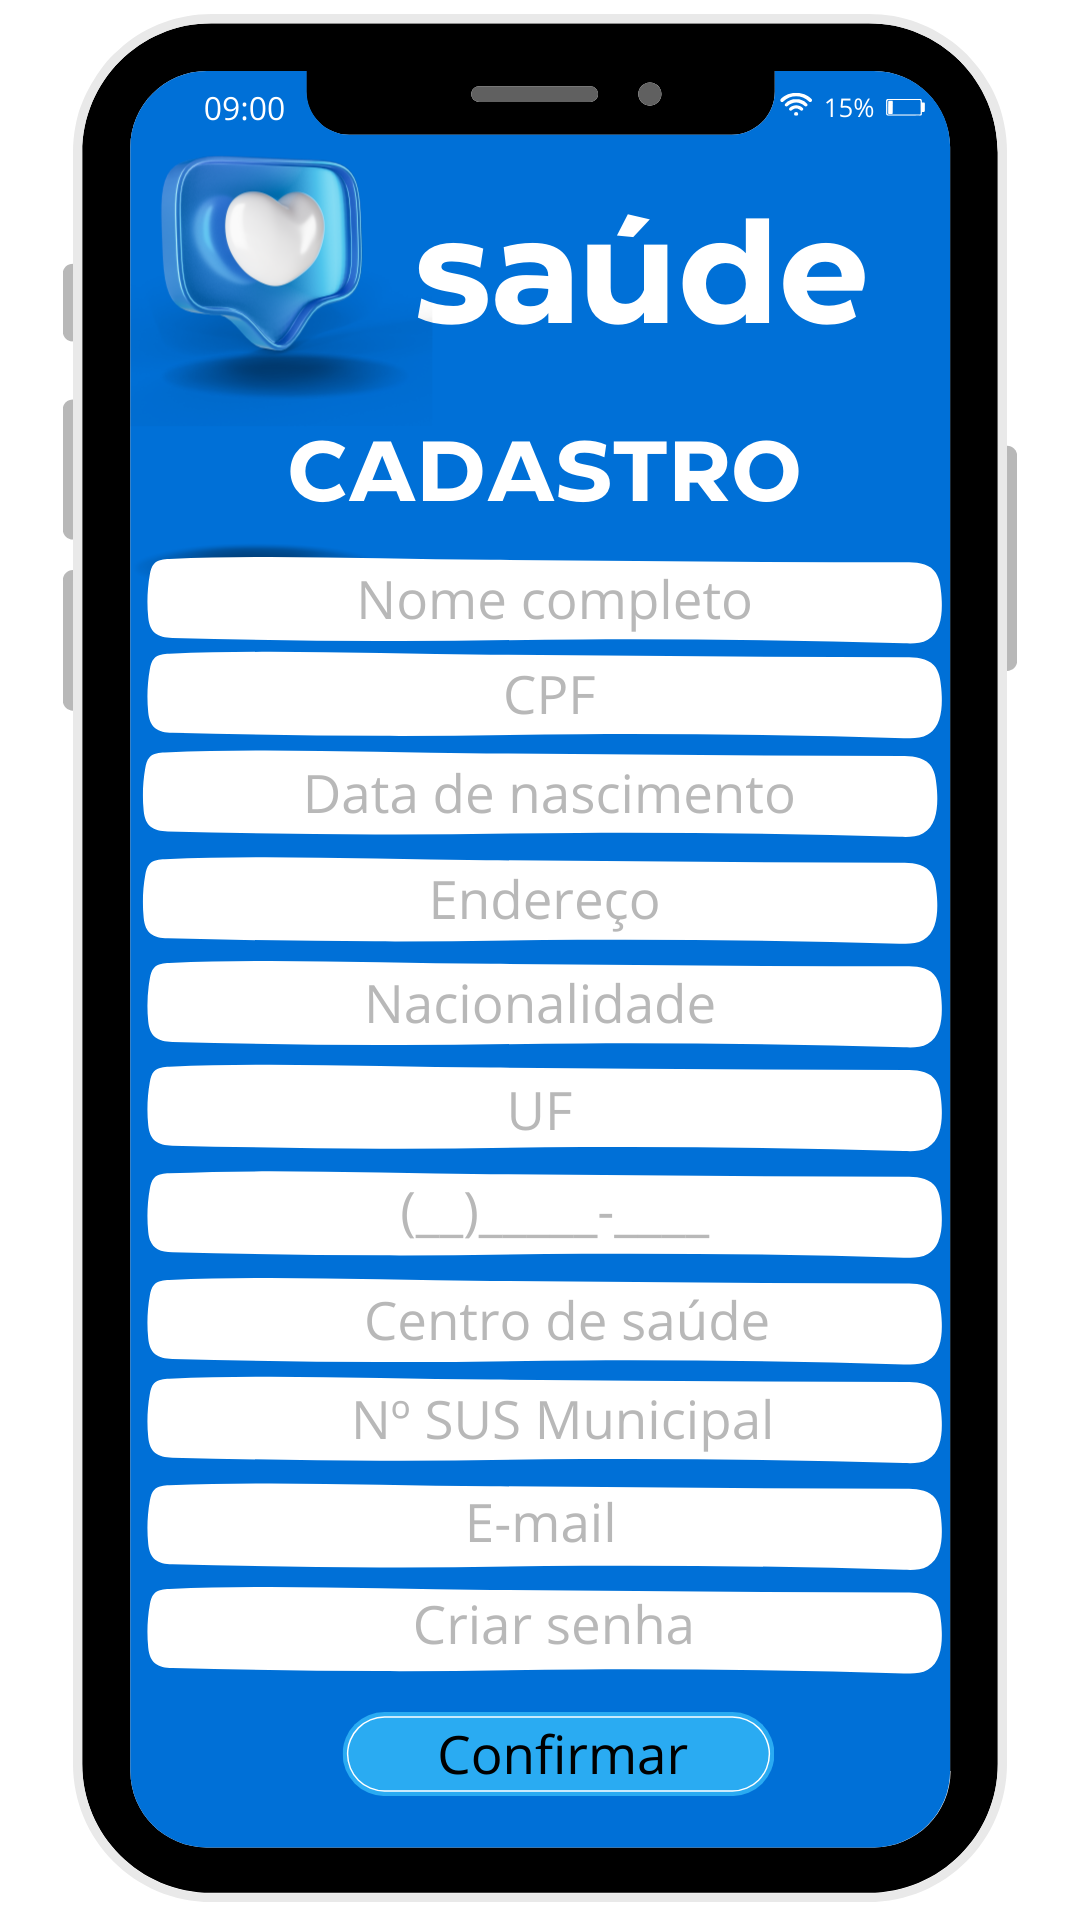 09:00
15%
saúde
CADASTRO
Nome completo
CPF
Data de nascimento
Endereço
Nacionalidade
UF
(__)_____-____
Centro de saúde
Nº SUS Municipal
E-mail
Criar senha
Confirmar